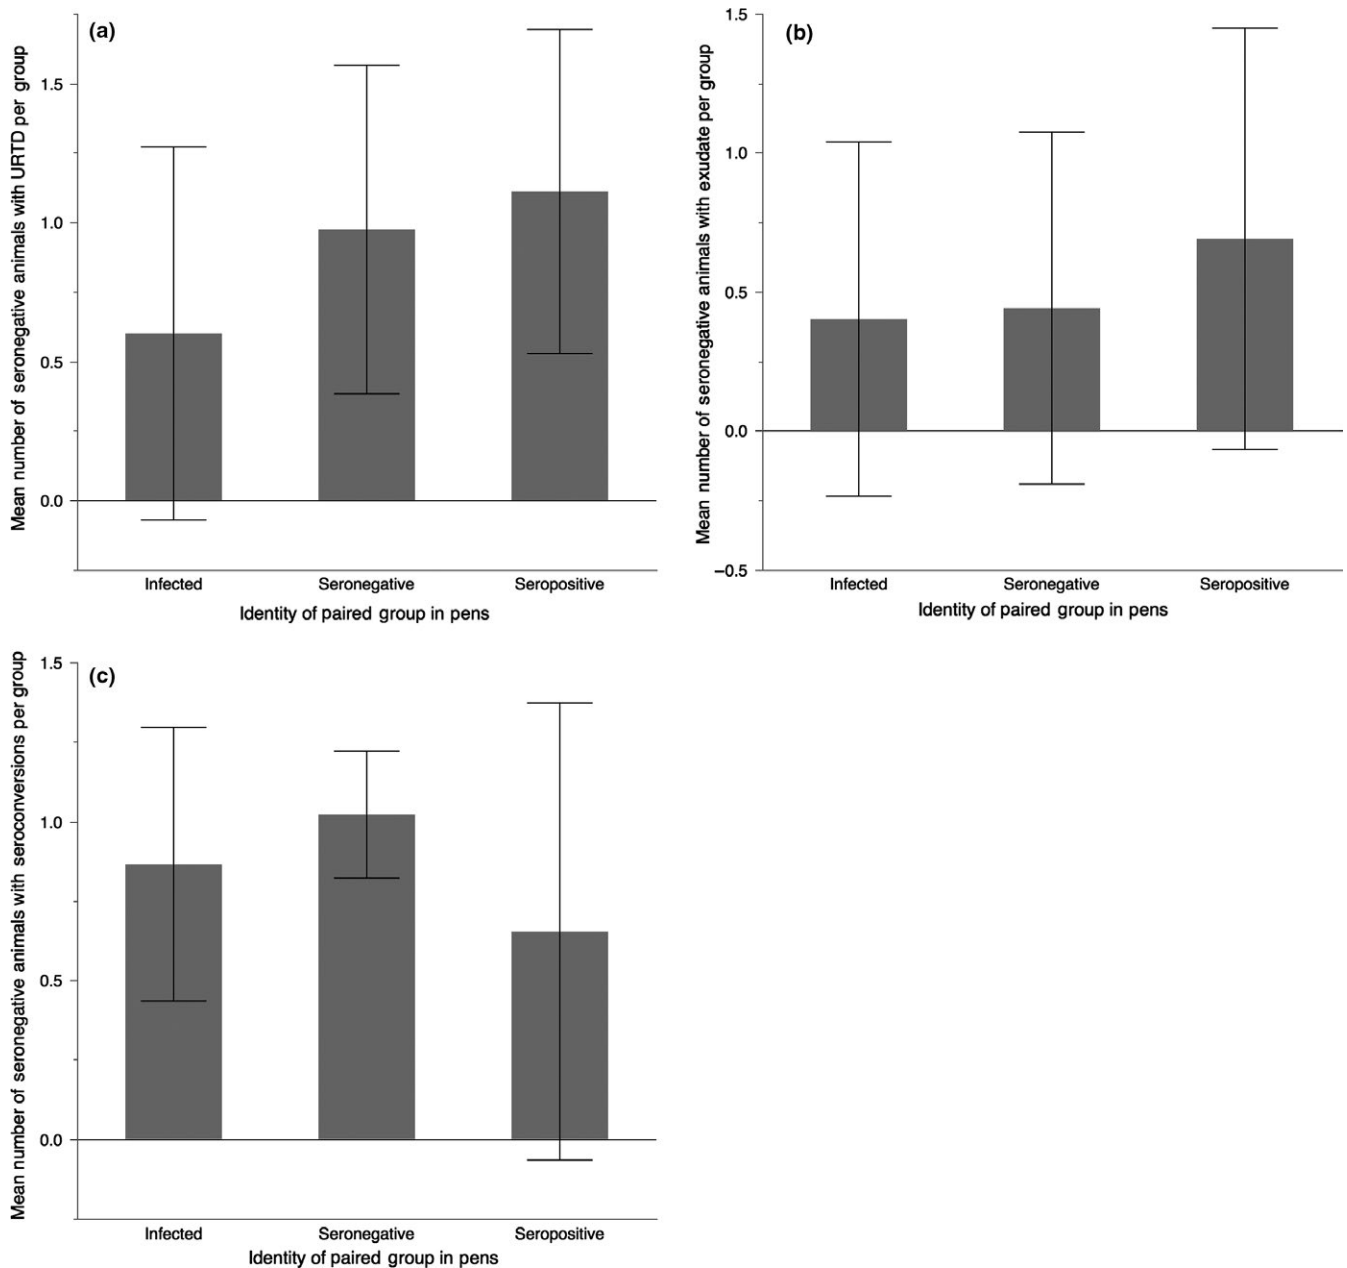 (a)
Mean number of seronegative animals with URTD per group
1.5
1.0
0.5
0.0
Infected Seronegative Seropositive
Identity of paired group in pens
(b)
Mean number of seronegative animals with exudate per group
1.5
1.0
0.5
0.0
−0.5
Infected Seronegative Seropositive
Identity of paired group in pens
(c)
Mean number of seronegative animals with seroconversions per group
1.5
1.0
0.5
0.0
Infected Seronegative Seropositive
Identity of paired group in pens